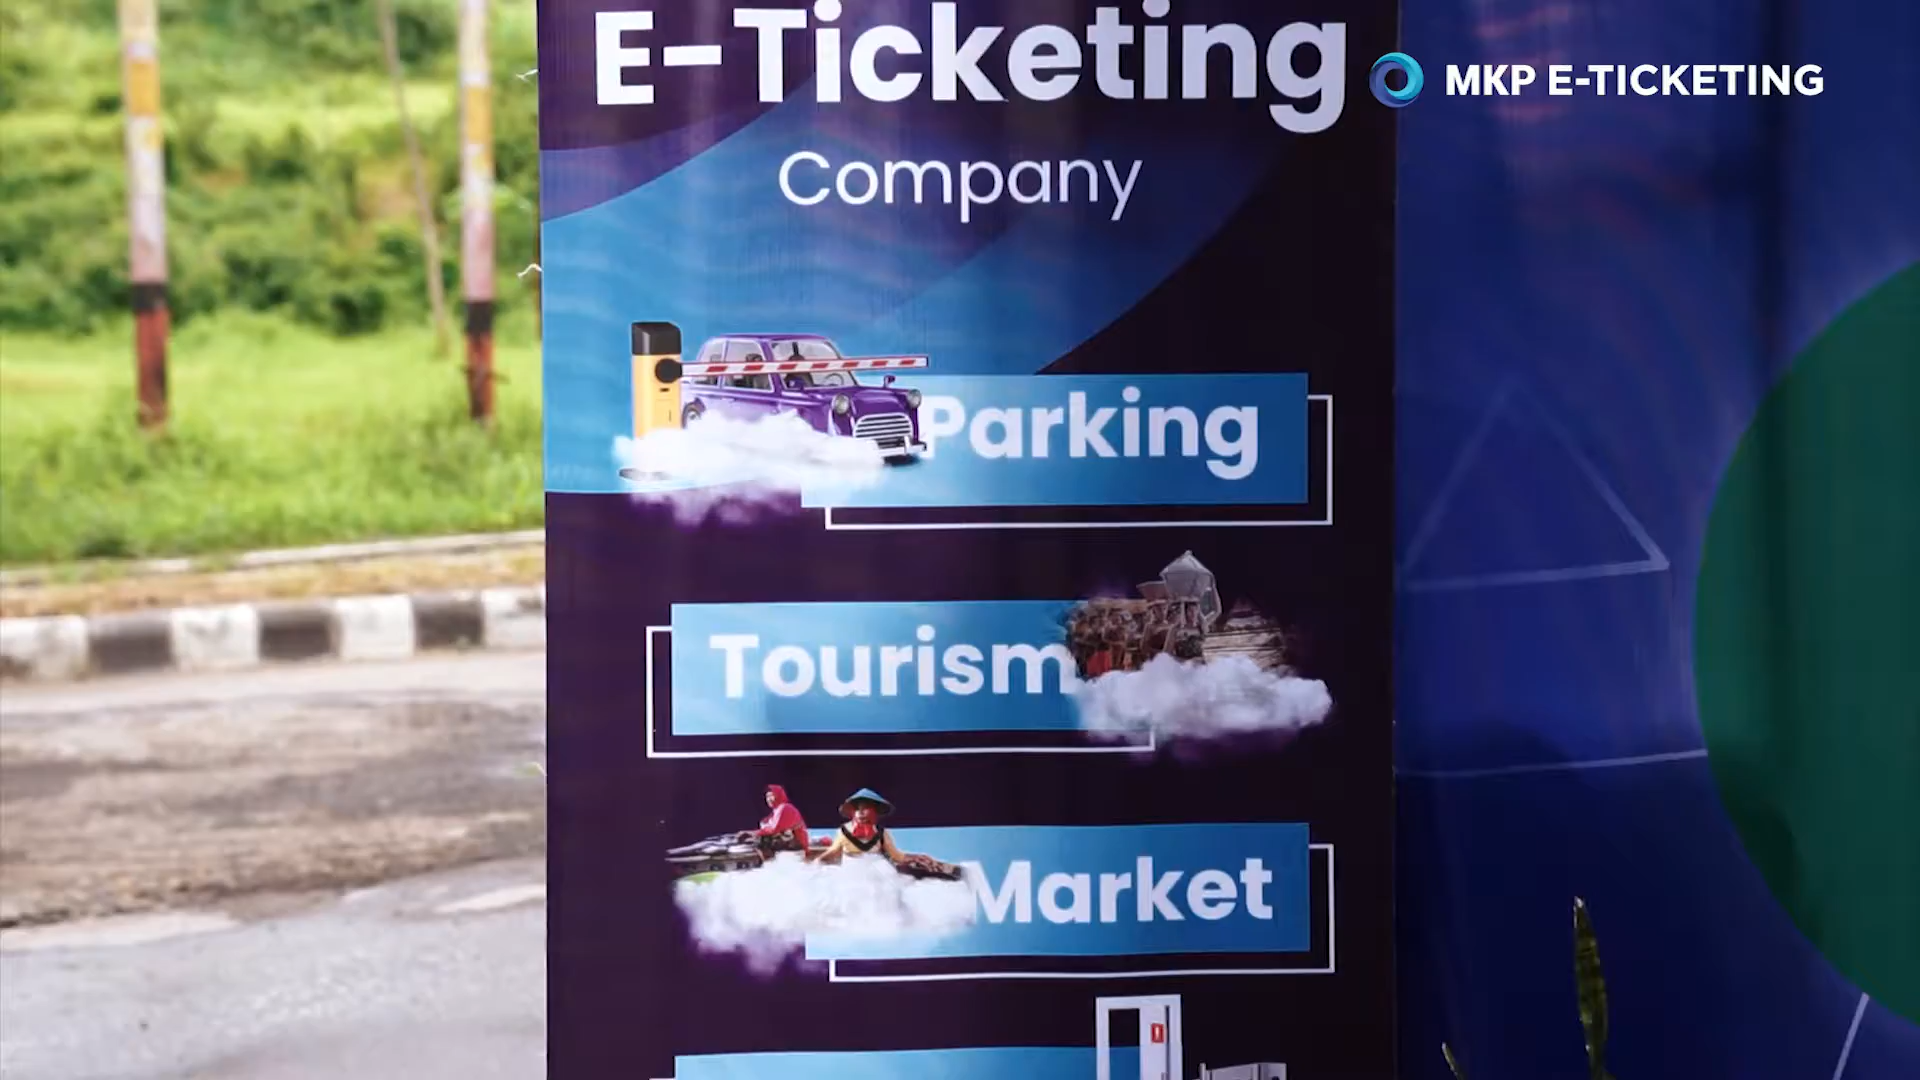 E-Ticketing
Company
MKP E-TICKETING
Parking
Tourism
Market